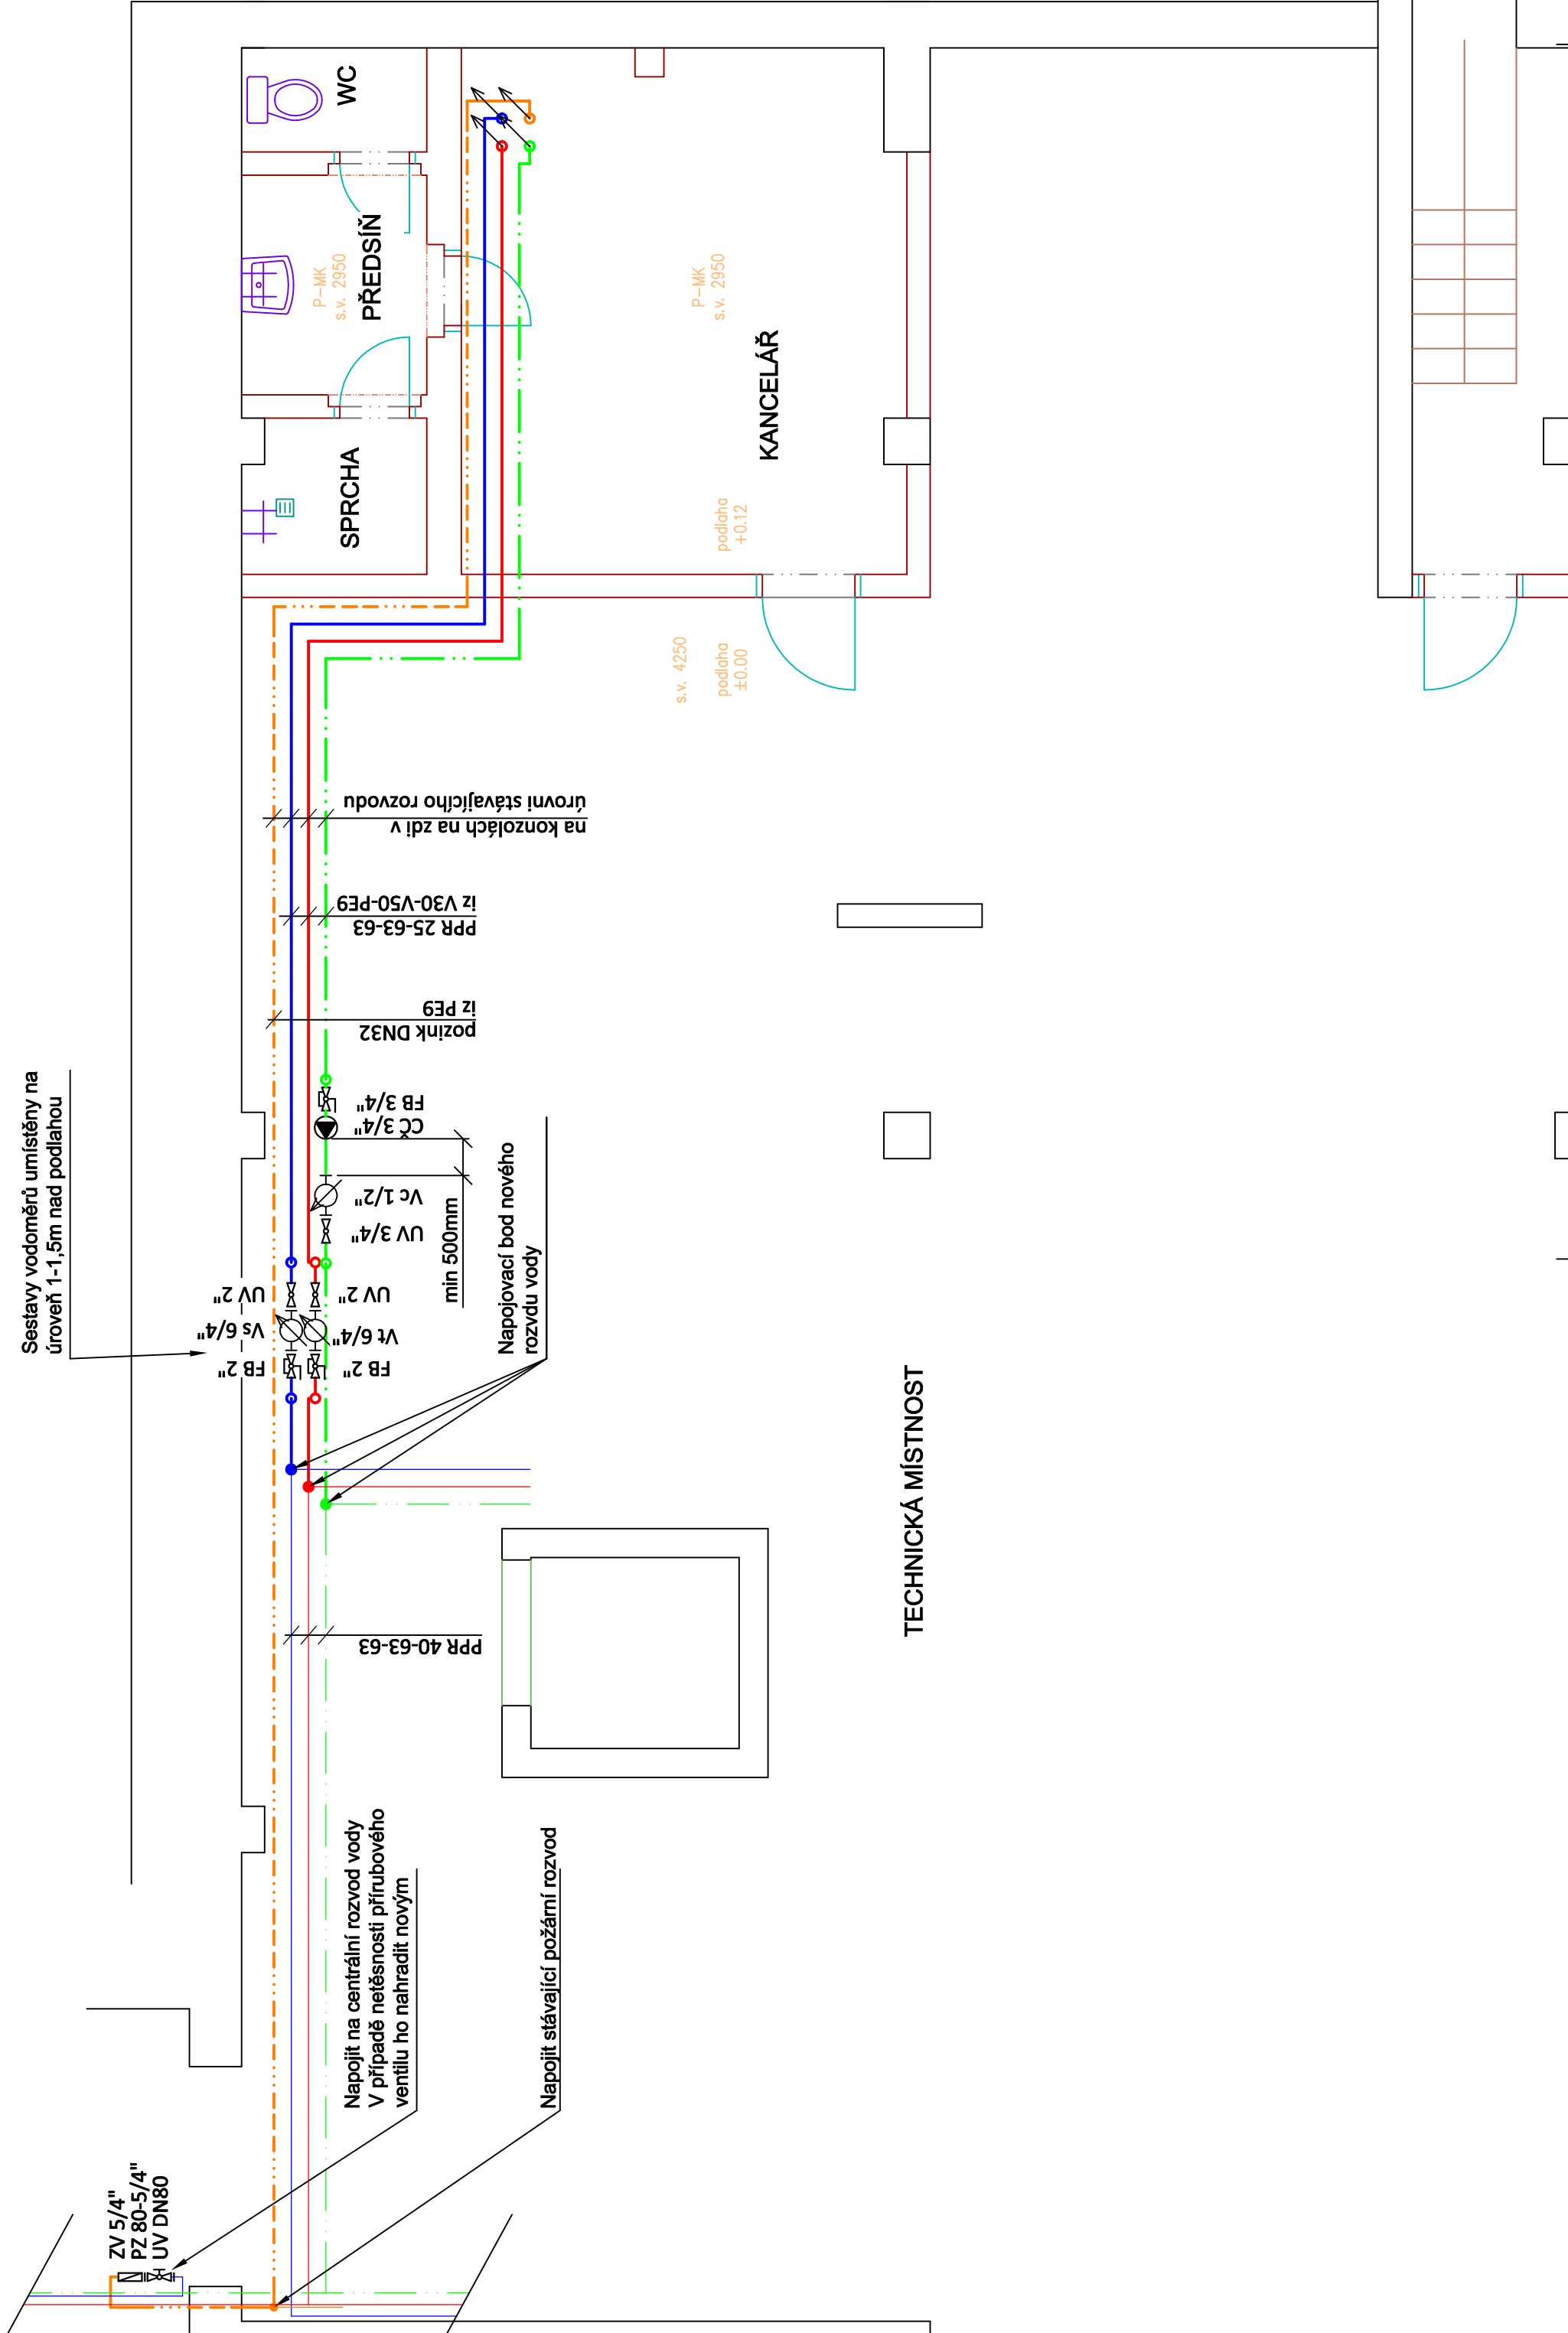 WC
PŘEDSÍŇ
P-MK
s.v. 2950
SPRCHA
P-MK
s.v. 2950
KANCELÁŘ
podlaha
+0.12
s.v. 4250
podlaha
±0.00
na konzolách na zdi v
úrovni stávajícího rozvodu
PPR 25-63-63
iz V30-V50-PE9
pozink DN32
iz PE9
Sestavy vodoměrů umístěny na
úroveň 1-1,5m nad podlahou
FB 3/4"
CČ 3/4"
Vc 1/2"
UV 3/4"
min 500mm
UV 2"
Vs 6/4"
FB 2"
UV 2"
Vt 6/4"
FB 2"
Napojovací bod nového
rozvdu vody
TECHNICKÁ MÍSTNOST
PPR 40-63-63
Napojit na centrální rozvod vody
V případě netěsnosti přírubového
ventilu ho nahradit novým
Napojit stávající požární rozvod
ZV 5/4"
PZ 80-5/4"
UV DN80